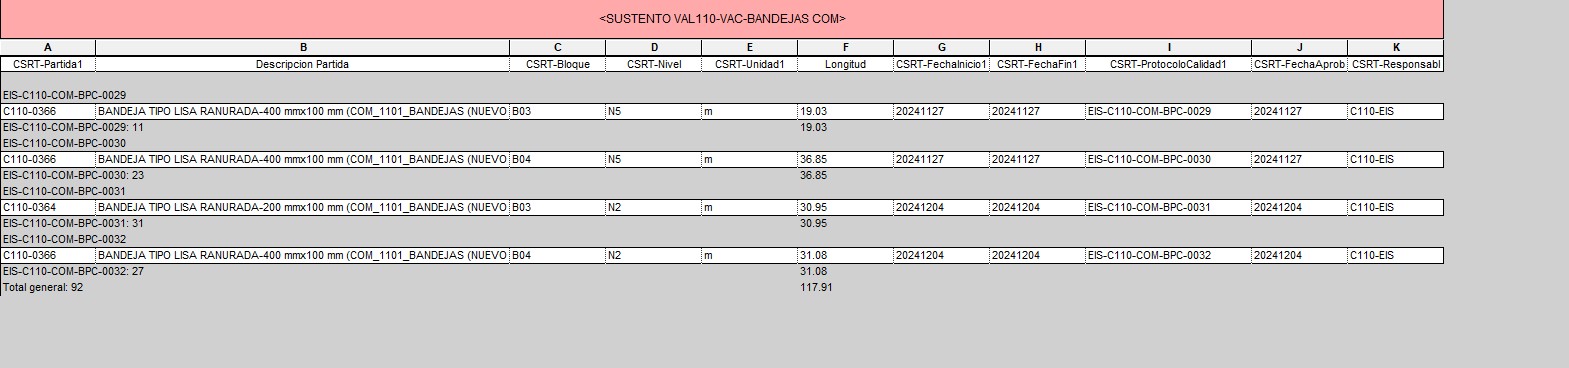 <SUSTENTO VAL110-VAC-BANDEJAS COM>
A B C D E F G H I J K
CSRT-Partida1 Descripcion Partida CSRT-Bloque CSRT-Nivel CSRT-Unidad1 Longitud CSRT-FechaInicio1 CSRT-FechaFin1 CSRT-ProtocoloCalidad1 CSRT-FechaAprob CSRT-Responsabl
EIS-C110-COM-BPC-0029
C110-0366 BANDEJA TIPO LISA RANURADA-400 mmx100 mm (COM_1101_BANDEJAS (NUEVO B03 N5 m 19.03 20241127 20241127 EIS-C110-COM-BPC-0029 20241127 C110-EIS
EIS-C110-COM-BPC-0029: 11 19.03
EIS-C110-COM-BPC-0030
C110-0366 BANDEJA TIPO LISA RANURADA-400 mmx100 mm (COM_1101_BANDEJAS (NUEVO B04 N5 m 36.85 20241127 20241127 EIS-C110-COM-BPC-0030 20241127 C110-EIS
EIS-C110-COM-BPC-0030: 23 36.85
EIS-C110-COM-BPC-0031
C110-0364 BANDEJA TIPO LISA RANURADA-200 mmx100 mm (COM_1101_BANDEJAS (NUEVO B03 N2 m 30.95 20241204 20241204 EIS-C110-COM-BPC-0031 20241204 C110-EIS
EIS-C110-COM-BPC-0031: 31 30.95
EIS-C110-COM-BPC-0032
C110-0366 BANDEJA TIPO LISA RANURADA-400 mmx100 mm (COM_1101_BANDEJAS (NUEVO B04 N2 m 31.08 20241204 20241204 EIS-C110-COM-BPC-0032 20241204 C110-EIS
EIS-C110-COM-BPC-0032: 27 31.08
Total general: 92 117.91